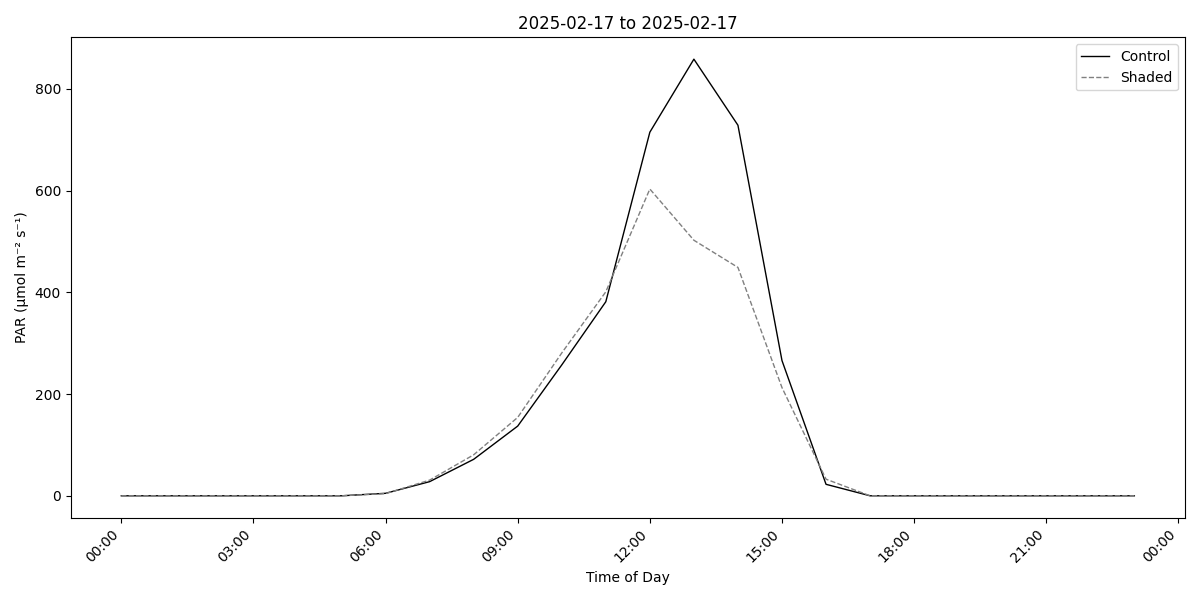 2025-02-17 to 2025-02-17
Control
Shaded
800
600
400
200
0
PAR (μmol m⁻² s⁻¹)
00:00 03:00 06:00 09:00 12:00 15:00 18:00 21:00 00:00
Time of Day